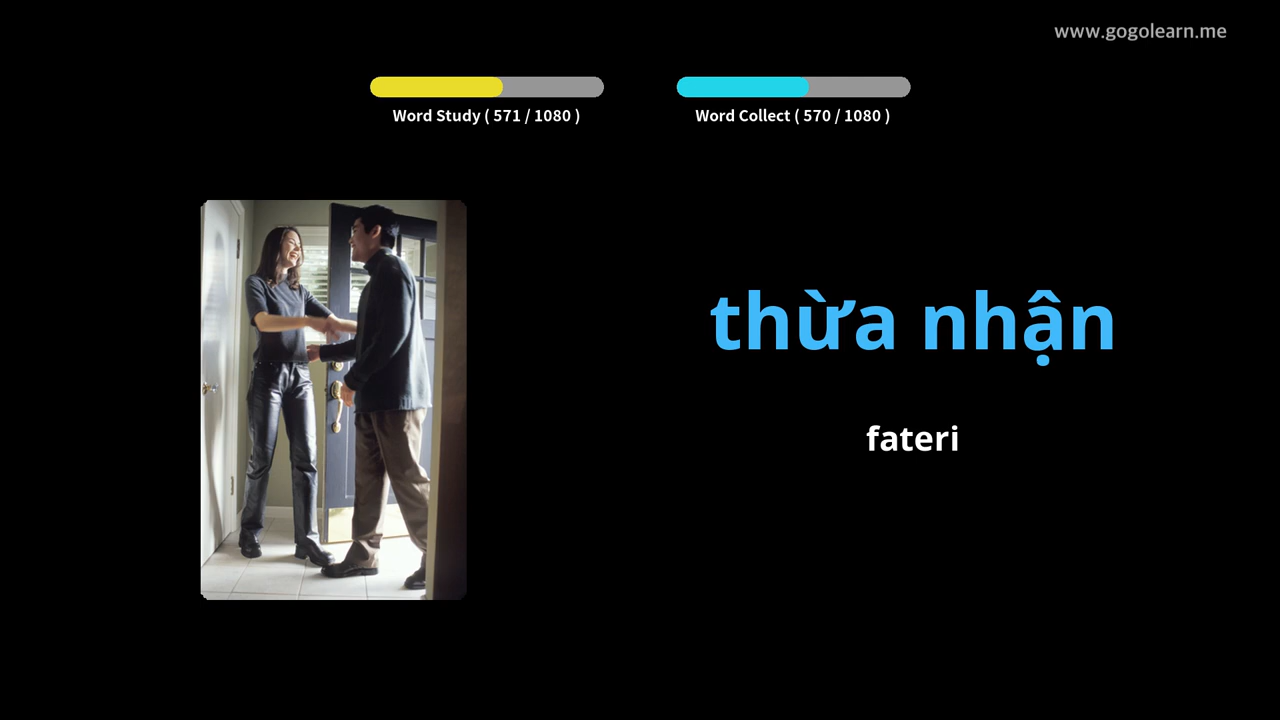 www.gogolearn.me
Word Study ( 571 / 1080 )
Word Collect ( 570 / 1080 )
thừa nhận
fateri